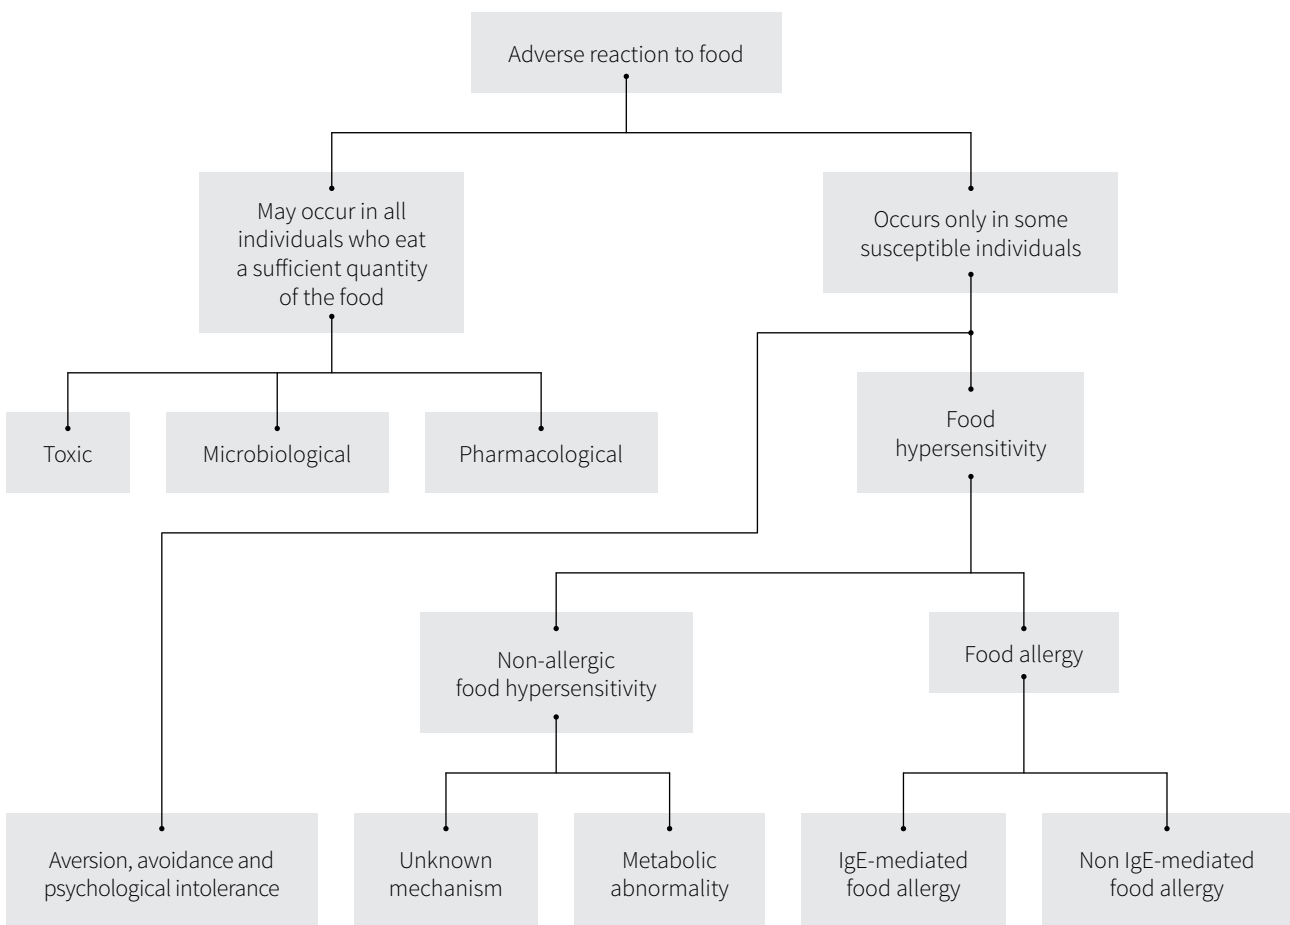 Adverse reaction to food
May occur in all
individuals who eat
a sufficient quantity
of the food
Occurs only in some
susceptible individuals
Toxic
Microbiological
Pharmacological
Food
hypersensitivity
Non-allergic
food hypersensitivity
Food allergy
Aversion, avoidance and
psychological intolerance
Unknown
mechanism
Metabolic
abnormality
IgE-mediated
food allergy
Non IgE-mediated
food allergy